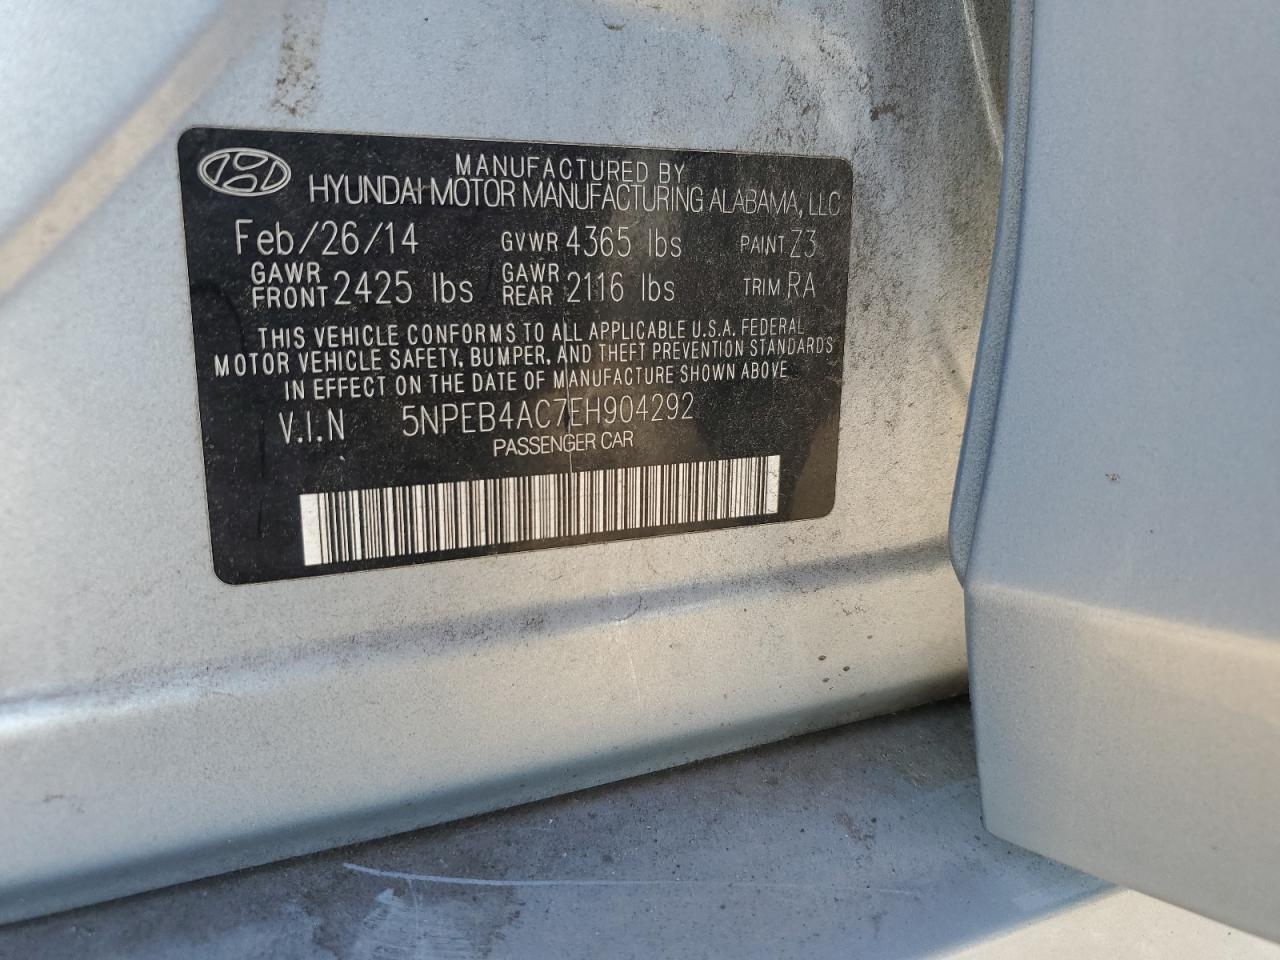 MANUFACTURED BY
HYUNDAI MOTOR MANUFACTURING ALABAMA, LLC
Feb/26/14 GVWR 4365 lbs PAINT Z3
GAWR FRONT 2425 lbs GAWR REAR 2116 lbs TRIM RA
THIS VEHICLE CONFORMS TO ALL APPLICABLE U.S.A. FEDERAL
MOTOR VEHICLE SAFETY, BUMPER, AND THEFT PREVENTION STANDARDS
IN EFFECT ON THE DATE OF MANUFACTURE SHOWN ABOVE
V.I.N 5NPEB4AC7EH904292
PASSENGER CAR